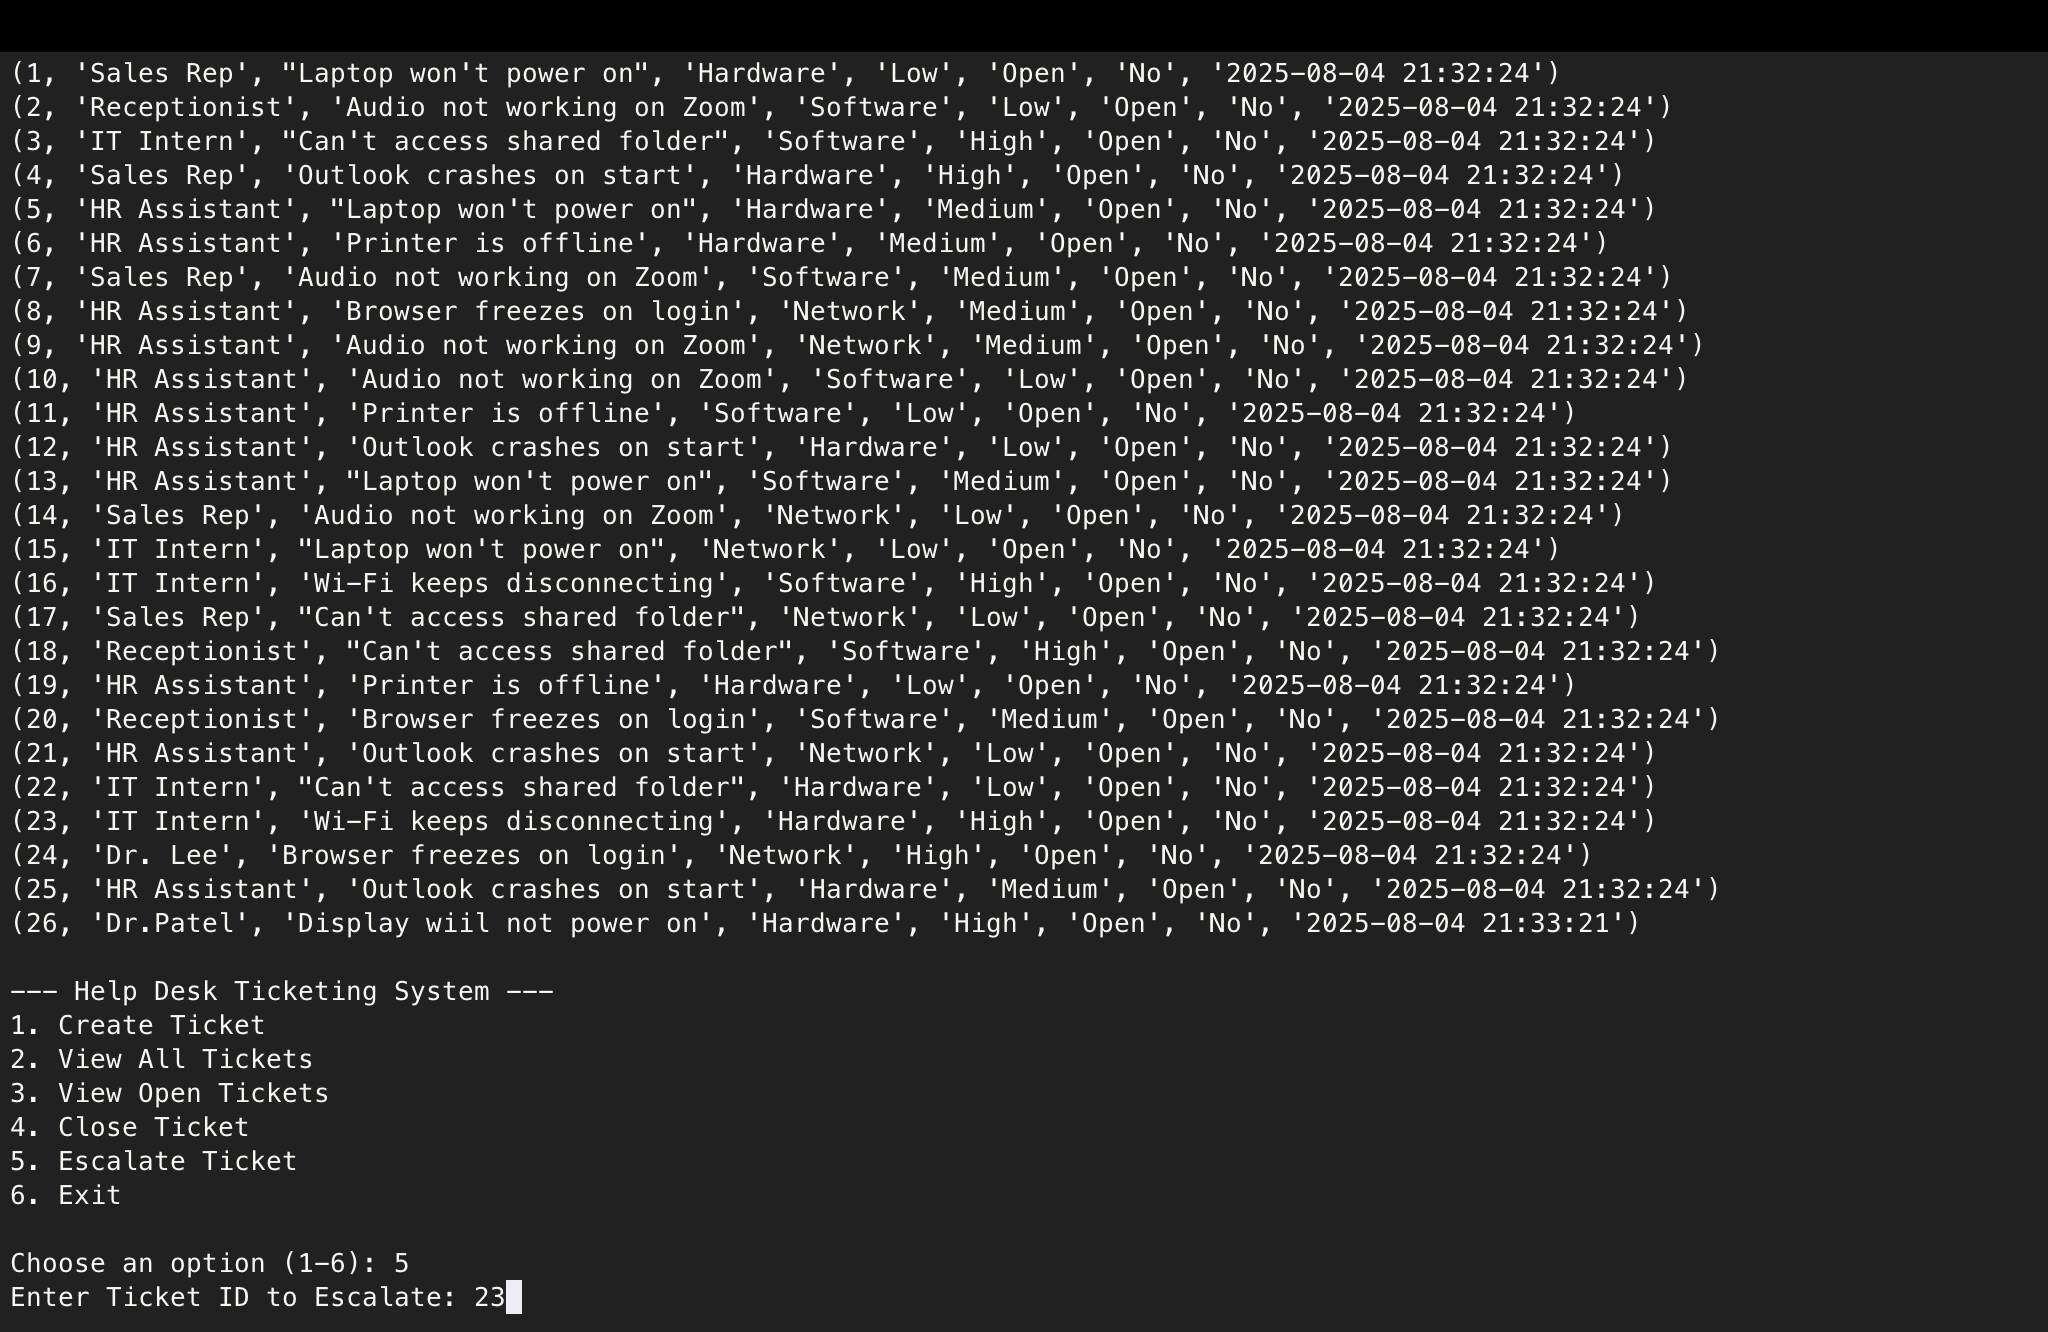 (1, 'Sales Rep', "Laptop won't power on", 'Hardware', 'Low', 'Open', 'No', '2025-08-04 21:32:24')
(2, 'Receptionist', 'Audio not working on Zoom', 'Software', 'Low', 'Open', 'No', '2025-08-04 21:32:24')
(3, 'IT Intern', "Can't access shared folder", 'Software', 'High', 'Open', 'No', '2025-08-04 21:32:24')
(4, 'Sales Rep', 'Outlook crashes on start', 'Hardware', 'High', 'Open', 'No', '2025-08-04 21:32:24')
(5, 'HR Assistant', "Laptop won't power on", 'Hardware', 'Medium', 'Open', 'No', '2025-08-04 21:32:24')
(6, 'HR Assistant', 'Printer is offline', 'Hardware', 'Medium', 'Open', 'No', '2025-08-04 21:32:24')
(7, 'Sales Rep', 'Audio not working on Zoom', 'Software', 'Medium', 'Open', 'No', '2025-08-04 21:32:24')
(8, 'HR Assistant', 'Browser freezes on login', 'Network', 'Medium', 'Open', 'No', '2025-08-04 21:32:24')
(9, 'HR Assistant', 'Audio not working on Zoom', 'Network', 'Medium', 'Open', 'No', '2025-08-04 21:32:24')
(10, 'HR Assistant', 'Audio not working on Zoom', 'Software', 'Low', 'Open', 'No', '2025-08-04 21:32:24')
(11, 'HR Assistant', 'Printer is offline', 'Software', 'Low', 'Open', 'No', '2025-08-04 21:32:24')
(12, 'HR Assistant', 'Outlook crashes on start', 'Hardware', 'Low', 'Open', 'No', '2025-08-04 21:32:24')
(13, 'HR Assistant', "Laptop won't power on", 'Software', 'Medium', 'Open', 'No', '2025-08-04 21:32:24')
(14, 'Sales Rep', 'Audio not working on Zoom', 'Network', 'Low', 'Open', 'No', '2025-08-04 21:32:24')
(15, 'IT Intern', "Laptop won't power on", 'Network', 'Low', 'Open', 'No', '2025-08-04 21:32:24')
(16, 'IT Intern', 'Wi-Fi keeps disconnecting', 'Software', 'High', 'Open', 'No', '2025-08-04 21:32:24')
(17, 'Sales Rep', "Can't access shared folder", 'Network', 'Low', 'Open', 'No', '2025-08-04 21:32:24')
(18, 'Receptionist', "Can't access shared folder", 'Software', 'High', 'Open', 'No', '2025-08-04 21:32:24')
(19, 'HR Assistant', 'Printer is offline', 'Hardware', 'Low', 'Open', 'No', '2025-08-04 21:32:24')
(20, 'Receptionist', 'Browser freezes on login', 'Software', 'Medium', 'Open', 'No', '2025-08-04 21:32:24')
(21, 'HR Assistant', 'Outlook crashes on start', 'Network', 'Low', 'Open', 'No', '2025-08-04 21:32:24')
(22, 'IT Intern', "Can't access shared folder", 'Hardware', 'Low', 'Open', 'No', '2025-08-04 21:32:24')
(23, 'IT Intern', 'Wi-Fi keeps disconnecting', 'Hardware', 'High', 'Open', 'No', '2025-08-04 21:32:24')
(24, 'Dr. Lee', 'Browser freezes on login', 'Network', 'High', 'Open', 'No', '2025-08-04 21:32:24')
(25, 'HR Assistant', 'Outlook crashes on start', 'Hardware', 'Medium', 'Open', 'No', '2025-08-04 21:32:24')
(26, 'Dr.Patel', 'Display wiil not power on', 'Hardware', 'High', 'Open', 'No', '2025-08-04 21:33:21')
--- Help Desk Ticketing System ---
1. Create Ticket
2. View All Tickets
3. View Open Tickets
4. Close Ticket
5. Escalate Ticket
6. Exit
Choose an option (1-6): 5
Enter Ticket ID to Escalate: 23